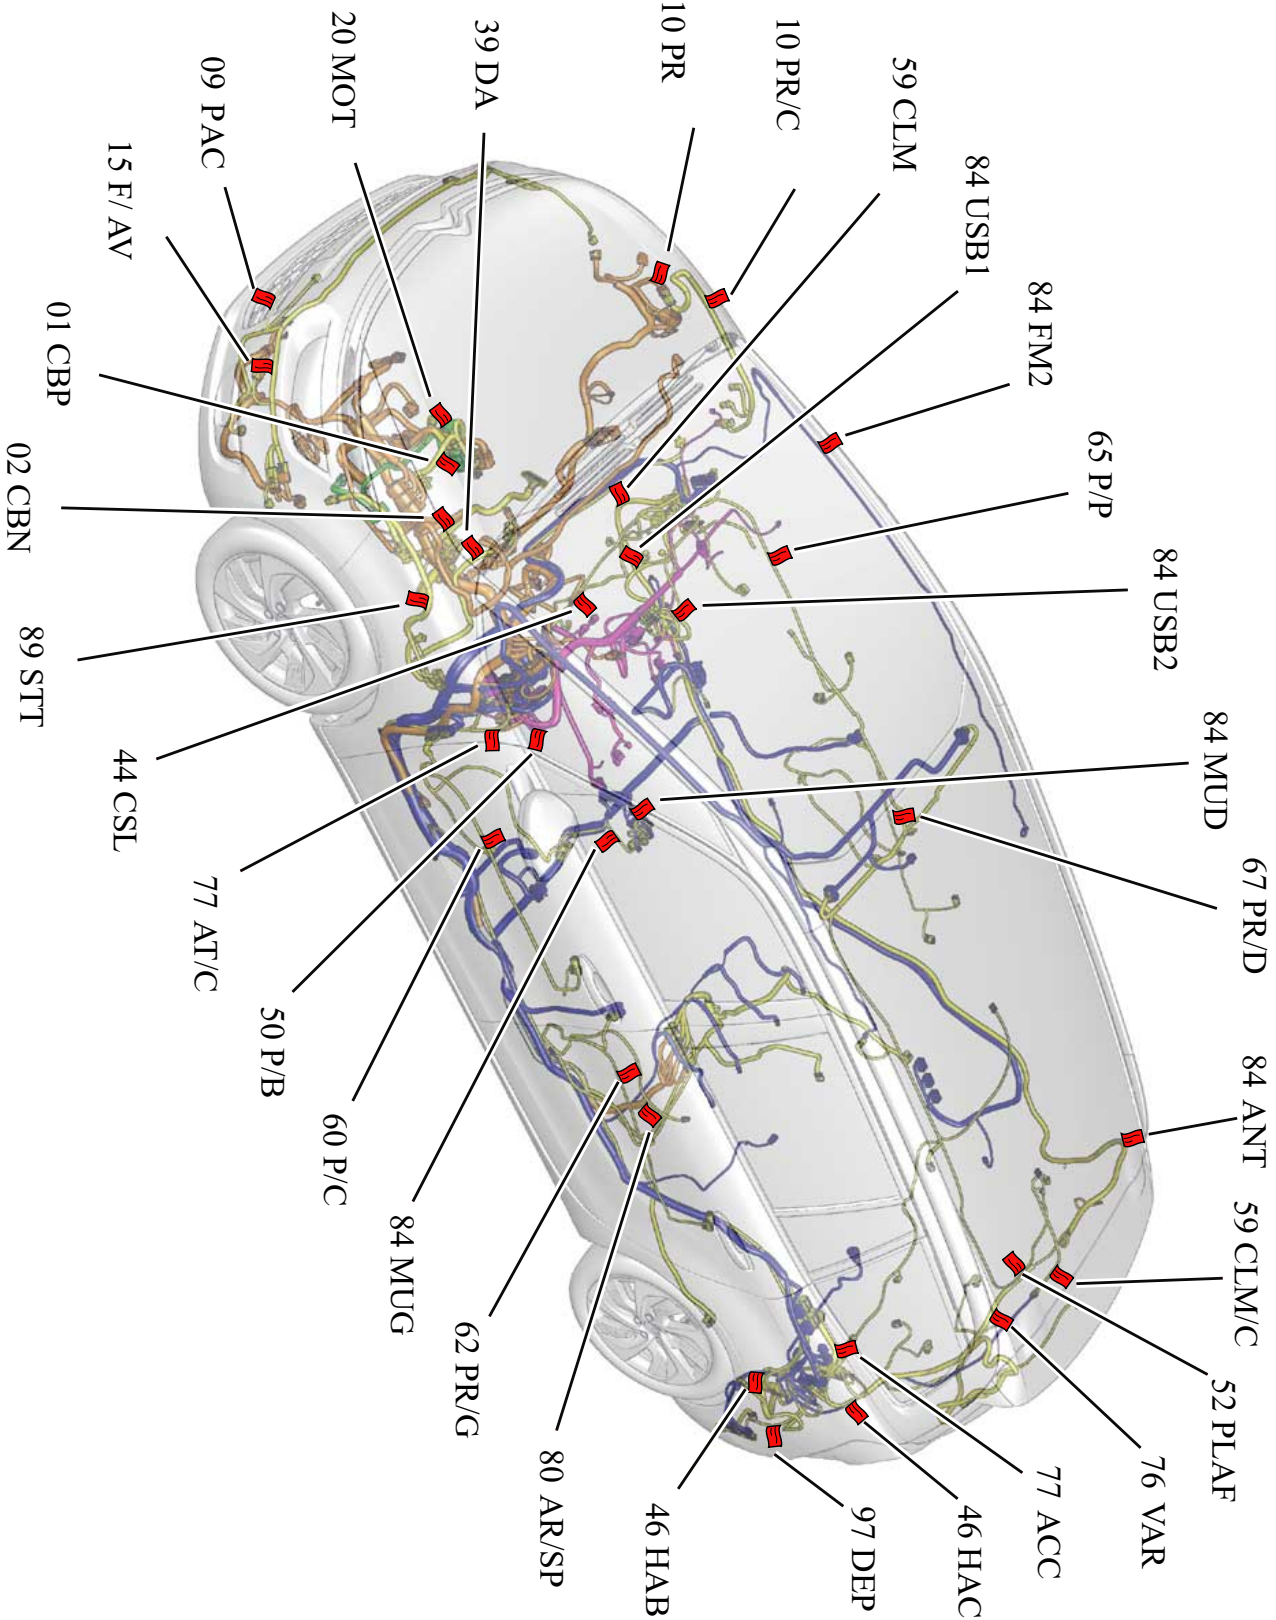 10 PR
10 PR/C
59 CLM
84 USB1
84 FM2
65 P/P
84 USB2
84 MUD
67 PR/D
84 ANT
59 CLM/C
52 PLAF
76 VAR
77 ACC
46 HAC
97 DEP
46 HAB
80 AR/SP
62 PR/G
84 MUG
60 P/C
50 P/B
77 AT/C
44 CSL
89 STT
02 CBN
01 CBP
15 F/ AV
09 PAC
20 MOT
39 DA